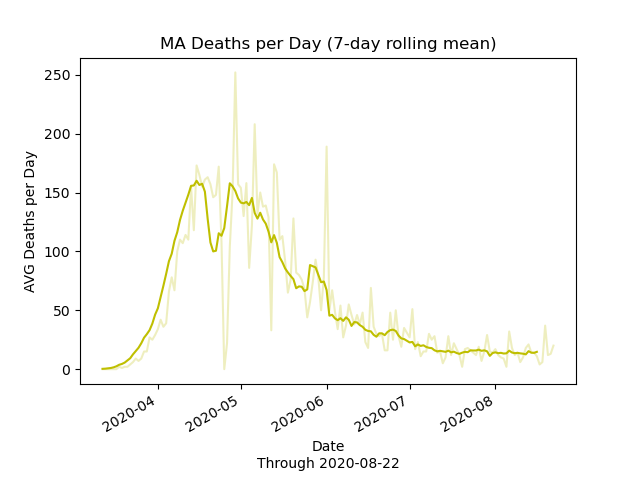 MA Deaths per Day (7-day rolling mean)
250
200
150
100
50
0
AVG Deaths per Day
2020-04
2020-05
2020-06
2020-07
2020-08
Date
Through 2020-08-22